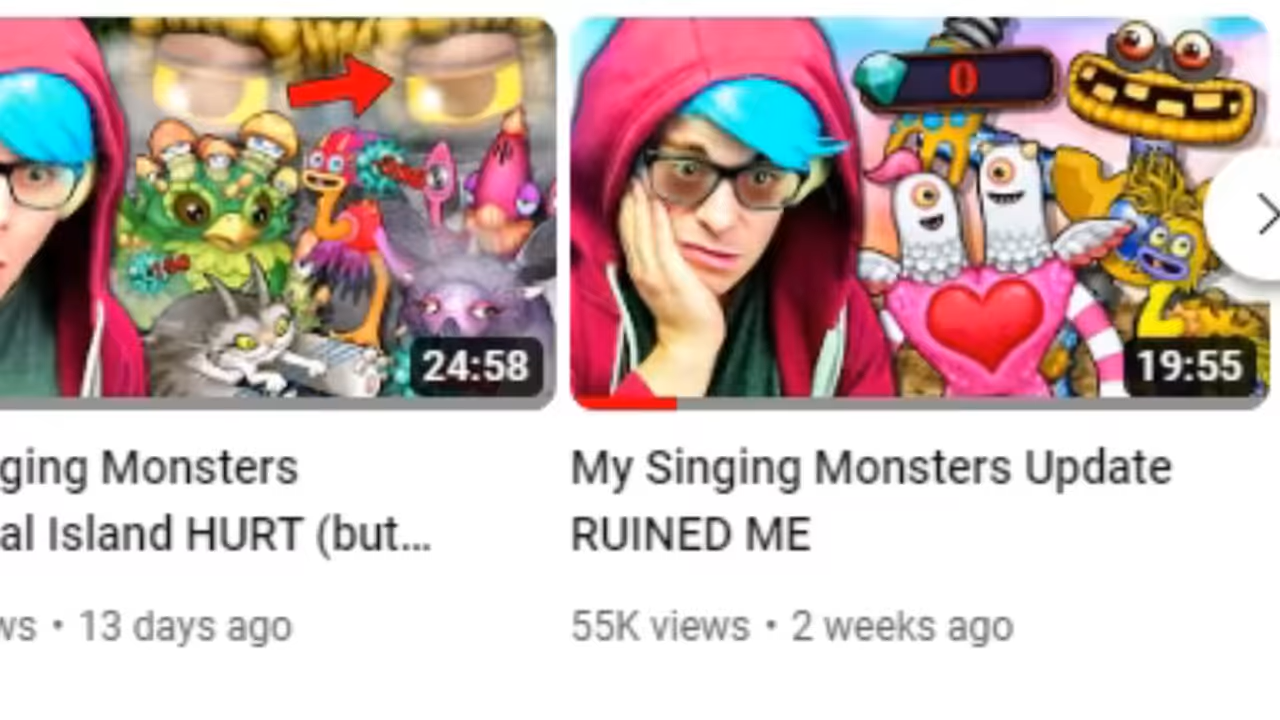 0
24:58
19:55
ging Monsters
al Island HURT (but...
ws • 13 days ago
My Singing Monsters Update
RUINED ME
55K views • 2 weeks ago